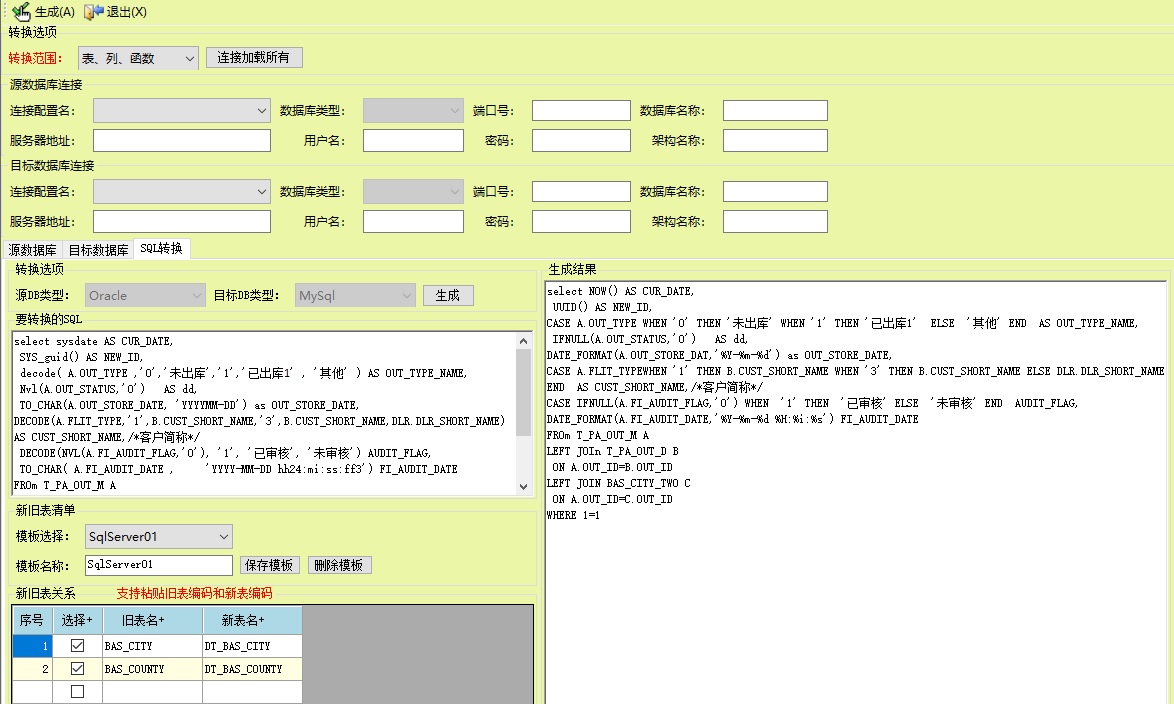 生成(A) 退出(X)
转换选项
转换范围: 表、列、函数 连接加载所有
源数据库连接
连接配置名: 数据库类型: 端口号: 数据库名称:
服务器地址: 用户名: 密码: 架构名称:
目标数据库连接
连接配置名: 数据库类型: 端口号: 数据库名称:
服务器地址: 用户名: 密码: 架构名称:
源数据库 目标数据库 SQL转换
转换选项
源DB类型: Oracle 目标DB类型: MySql 生成
要转换的SQL
select sysdate AS CUR_DATE,
SYS_guid() AS NEW_ID,
decode( A.OUT_TYPE ,'0','未出库','1','已出库1' , '其他' ) AS OUT_TYPE_NAME,
Nvl(A.OUT_STATUS,'0') AS dd,
TO_CHAR(A.OUT_STORE_DATE, 'YYYYMM-DD') as OUT_STORE_DATE,
DECODE(A.FLIT_TYPE,'1',B.CUST_SHORT_NAME,'3',B.CUST_SHORT_NAME,DLR.DLR_SHORT_NAME)
AS CUST_SHORT_NAME,/*客户简称*/
DECODE(NVL(A.FI_AUDIT_FLAG,'0'), '1', '已审核', '未审核') AUDIT_FLAG,
TO_CHAR( A.FI_AUDIT_DATE , 'YYYY-MM-DD hh24:mi:ss:ff3') FI_AUDIT_DATE
FROm T_PA_OUT_M A
新旧表清单
模板选择: SqlServer01
模板名称: SqlServer01 保存模板 删除模板
新旧表关系 支持粘贴旧表编码和新表编码
序号 选择+ 旧表名+ 新表名+
1 BAS_CITY DT_BAS_CITY
2 BAS_COUNTY DT_BAS_COUNTY
生成结果
select NOW() AS CUR_DATE,
UUID() AS NEW_ID,
CASE A.OUT_TYPE WHEN '0' THEN '未出库' WHEN '1' THEN '已出库1' ELSE '其他' END AS OUT_TYPE_NAME,
IFNULL(A.OUT_STATUS,'0') AS dd,
DATE_FORMAT(A.OUT_STORE_DAT,'%Y-%m-%d') as OUT_STORE_DATE,
CASE A.FLIT_TYPEWHEN '1' THEN B.CUST_SHORT_NAME WHEN '3' THEN B.CUST_SHORT_NAME ELSE DLR.DLR_SHORT_NAME
END AS CUST_SHORT_NAME,/*客户简称*/
CASE IFNULL(A.FI_AUDIT_FLAG,'0') WHEN '1' THEN '已审核' ELSE '未审核' END AUDIT_FLAG,
DATE_FORMAT(A.FI_AUDIT_DATE,'%Y-%m-%d %H:%i:%s') FI_AUDIT_DATE
FROm T_PA_OUT_M A
LEFT JOIn T_PA_OUT_D B
ON A.OUT_ID=B.OUT_ID
LEFT JOIN BAS_CITY_TWO C
ON A.OUT_ID=C.OUT_ID
WHERE 1=1